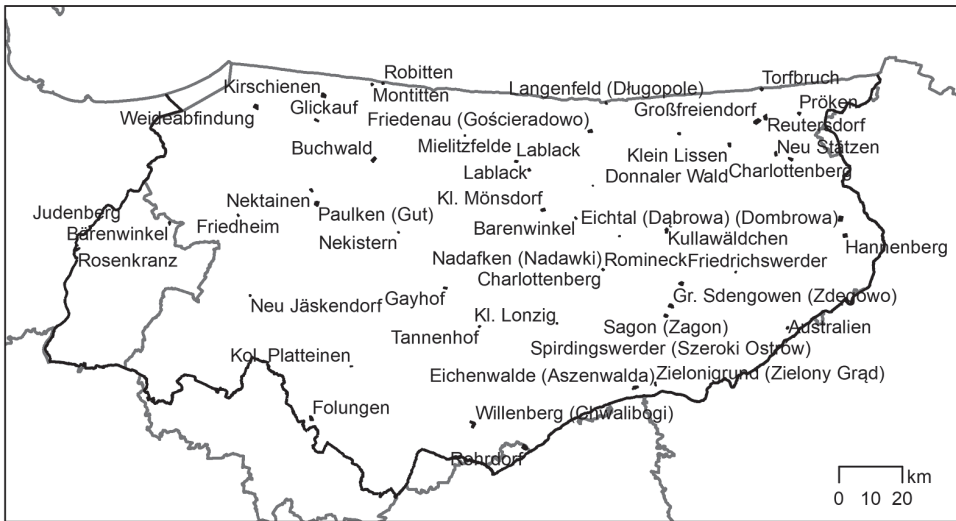 Robitten
Torfbruch
Kirschienen
Montitten
Langenfeld (Długopole)
Glickauf
Großfreiendorf
Pröken
Weideabfindung
Friedenau (Gościeradowo)
Reutersdorf
Mielitzfelde
Lablack
Buchwald
Klein Lissen
Neu Stätzen
Lablack
Donnaler Wald
Charlottenberg
Kl. Mönsdorf
Nektainen
Paulken (Gut)
Judenberg
Bärenwinkel
Friedheim
Barenwinkel
Eichtal (Dąbrowa) (Dombrowa)
Nekistern
Kullawäldchen
Hannenberg
Rosenkranz
Nadafken (Nadawki)
Romineck
Friedrichswerder
Charlottenberg
Neu Jäskendorf
Gayhof
Gr. Sdengowen (Zdęgowo)
Kl. Lonzig
Tannenhof
Sagon (Zagon)
Australien
Spirdingswerder (Szeroki Ostrów)
Kol. Platteinen
Eichenwalde (Aszenwalda)
Zielonigrund (Zielony Grąd)
Folungen
Willenberg (Chwalibogi)
Rohrdorf
km
0 10 20